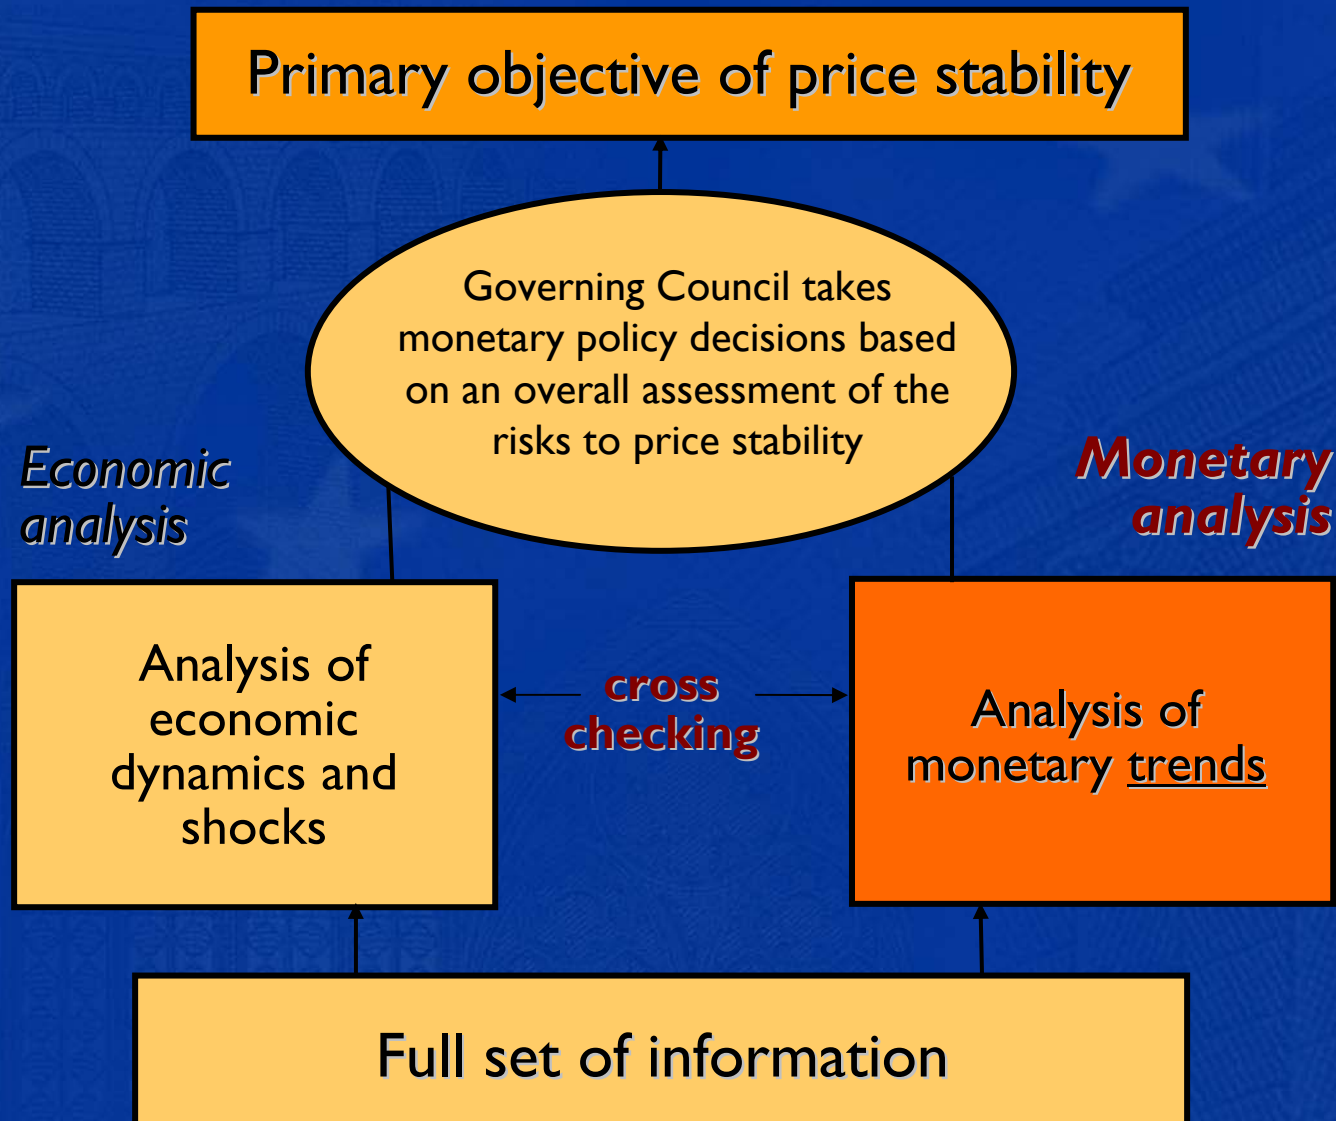 Primary objective of price stability
Governing Council takes
monetary policy decisions based
on an overall assessment of the
risks to price stability
Economic
analysis
Monetary
analysis
Analysis of
economic
dynamics and
shocks
cross
checking
Analysis of
monetary trends
Full set of information